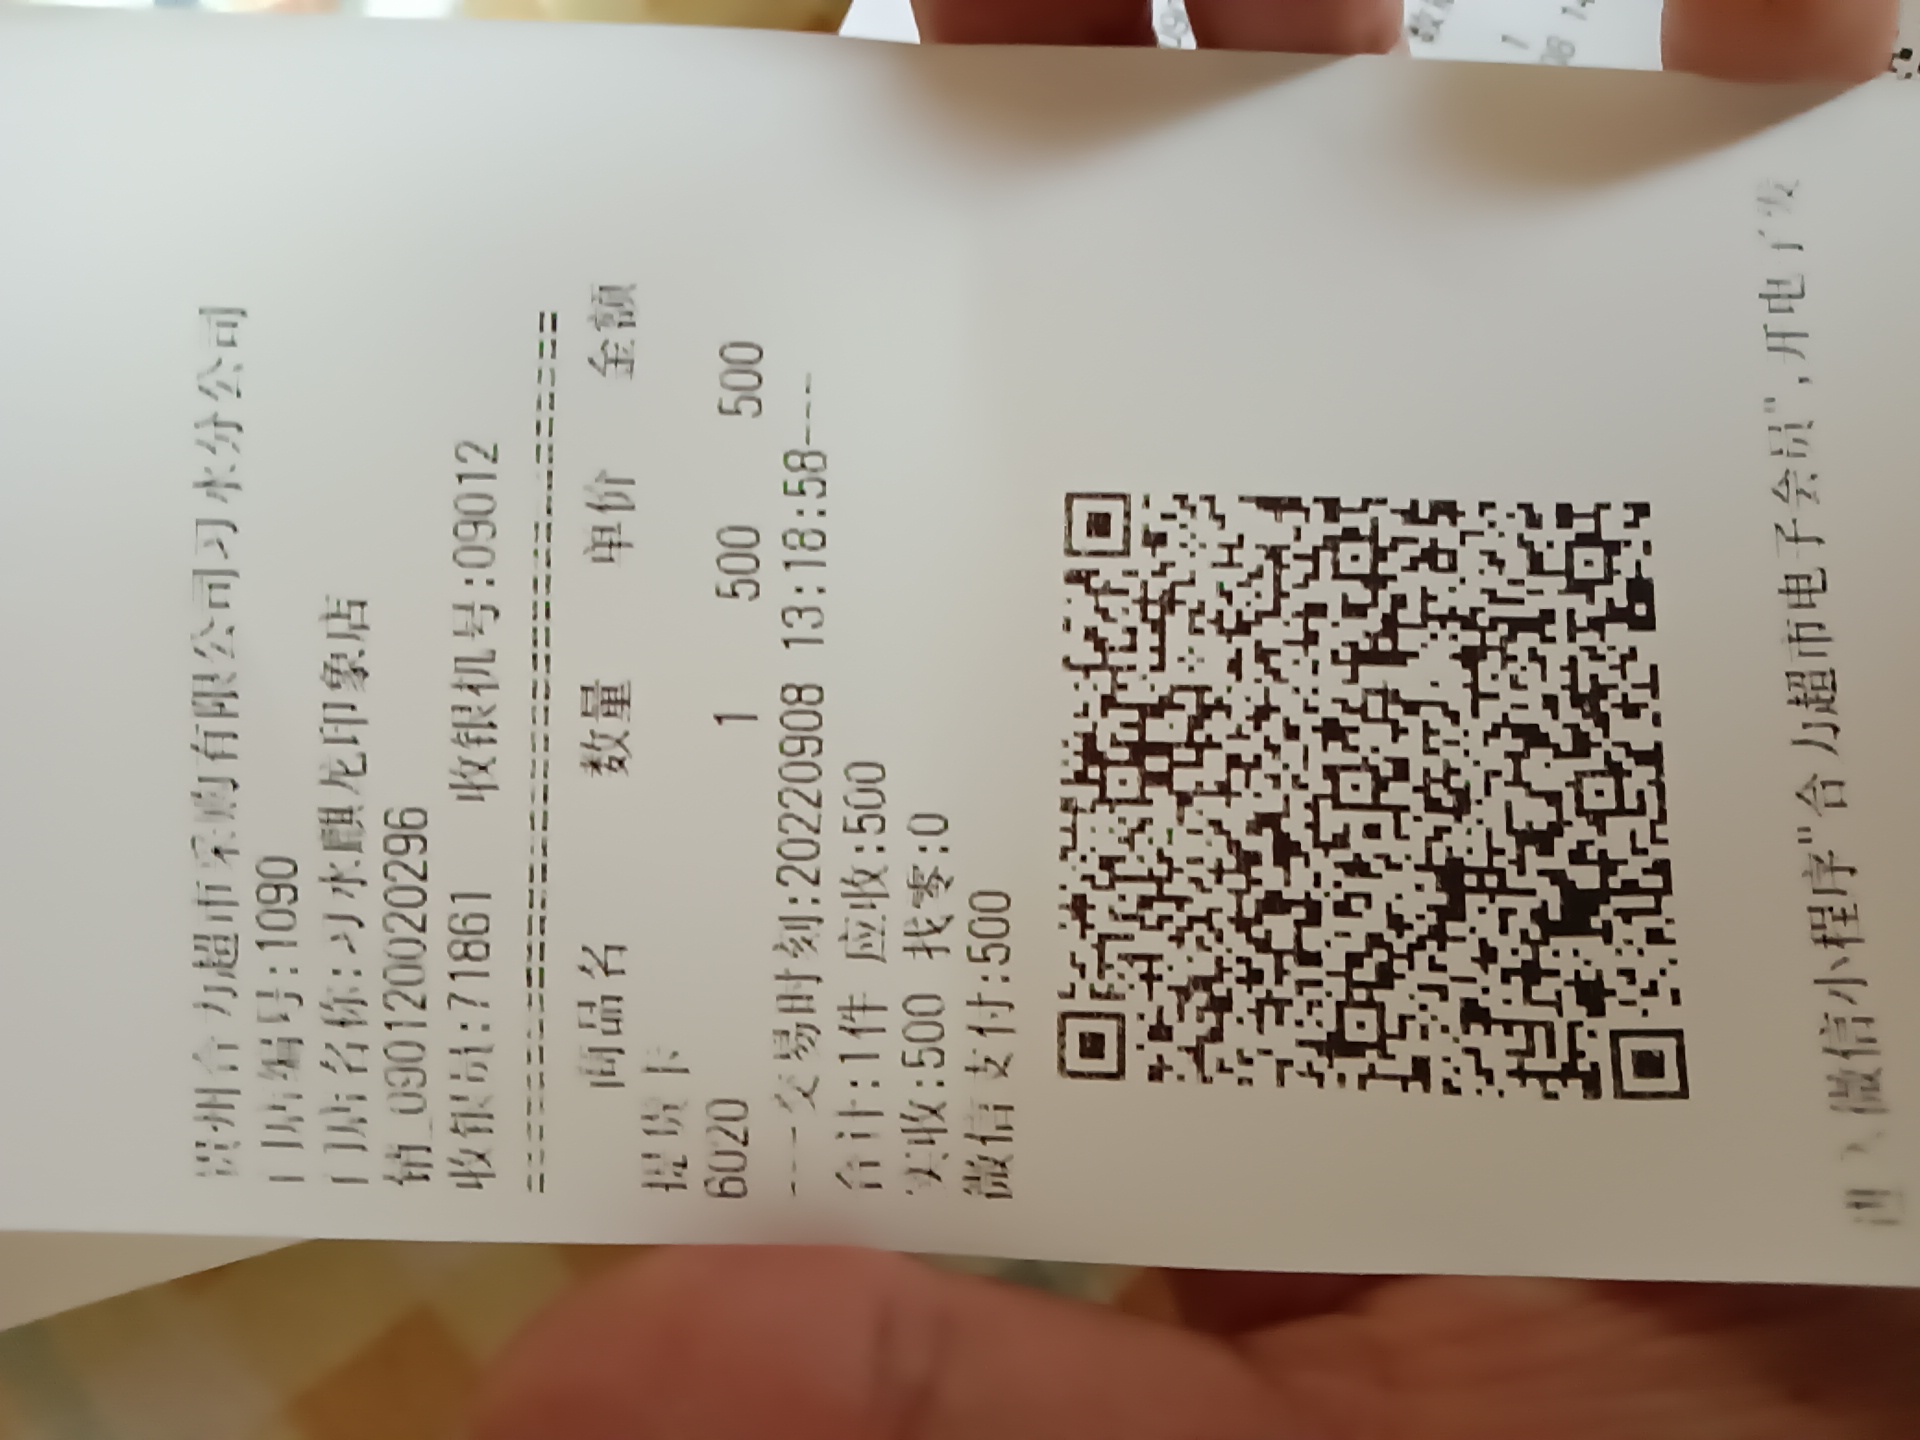 贵州合力超市采购有限公司习水分公司
门店编号:1090
门店名称:习水麒龙印象店
销_090120020296
收银员:71861 收银机号:09012
商品名 数量 单价 金额
提货卡
6020 1 500 500
---交易时刻:20220908 13:18:58----
合计:1件 应收:500
实收:500 找零:0
微信支付:500
进入微信小程序"合力超市电子会员",开电子发